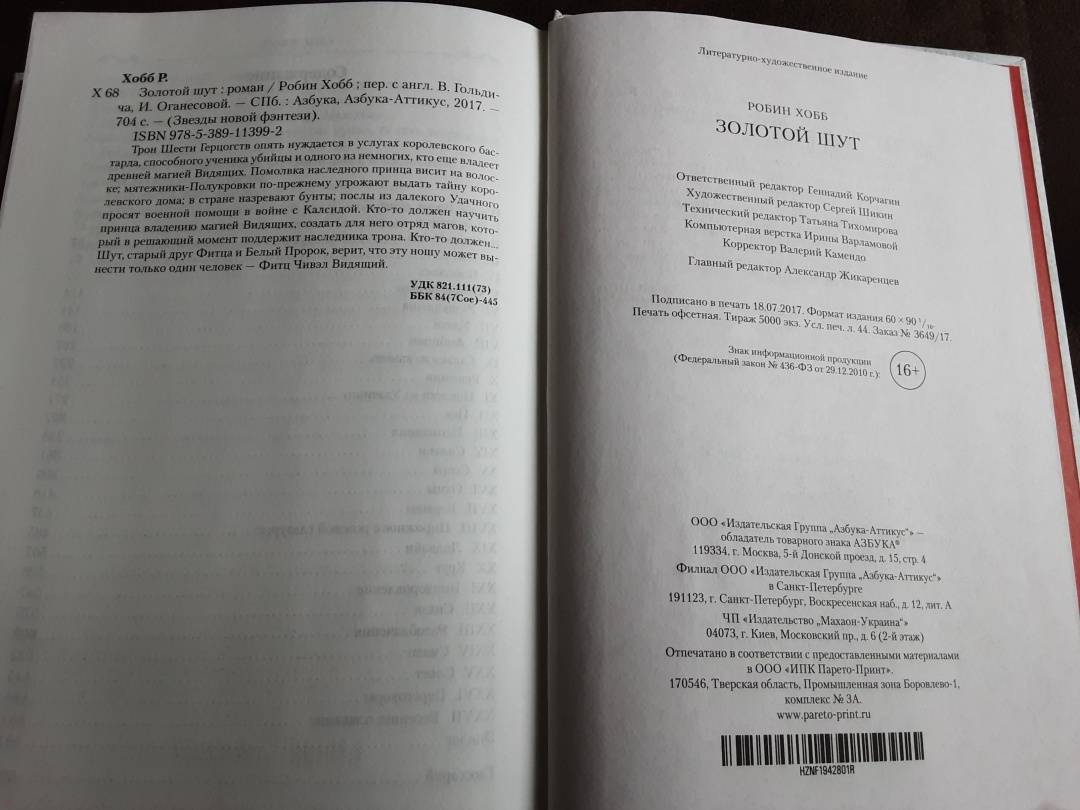 Хобб Р.
Х 68 Золотой шут : роман / Робин Хобб ; пер. с англ. В. Гольди-
ча, И. Оганесовой. — СПб. : Азбука, Азбука-Аттикус, 2017. —
704 с. — (Звезды новой фэнтези).
ISBN 978-5-389-11399-2
Трон Шести Герцогств опять нуждается в услугах королевского бас-
тарда, способного ученика убийцы и одного из немногих, кто еще владеет
древней магией Видящих. Помолвка наследного принца висит на волос-
ке; мятежники-Полукровки по-прежнему угрожают выдать тайну коро-
левского дома; в стране назревают бунты; послы из далекого Удачного
просят военной помощи в войне с Калсидой. Кто-то должен научить
принца владению магией Видящих, создать для него отряд магов, кото-
рый в решающий момент поддержит наследника трона. Кто-то должен...
Шут, старый друг Фитца и Белый Пророк, верит, что эту ношу может вы-
нести только один человек — Фитц Чивэл Видящий.
УДК 821.111(73)
ББК 84(7Сое)-445
Литературно-художественное издание
РОБИН ХОББ
ЗОЛОТОЙ ШУТ
Ответственный редактор Геннадий Корчагин
Художественный редактор Сергей Шикин
Технический редактор Татьяна Тихомирова
Компьютерная верстка Ирины Варламовой
Корректор Валерий Камендо
Главный редактор Александр Жикаренцев
Подписано в печать 18.07.2017. Формат издания 60 × 90 1/16.
Печать офсетная. Тираж 5000 экз. Усл. печ. л. 44. Заказ № 3649/17.
Знак информационной продукции
(Федеральный закон № 436-ФЗ от 29.12.2010 г.): 16+
ООО «Издательская Группа „Азбука-Аттикус“» —
обладатель товарного знака АЗБУКА®
119334, г. Москва, 5-й Донской проезд, д. 15, стр. 4
Филиал ООО «Издательская Группа „Азбука-Аттикус“»
в Санкт-Петербурге
191123, г. Санкт-Петербург, Воскресенская наб., д. 12, лит. А
ЧП «Издательство „Махаон-Украина“»
04073, г. Киев, Московский пр., д. 6 (2-й этаж)
Отпечатано в соответствии с предоставленными материалами
в ООО «ИПК Парето-Принт».
170546, Тверская область, Промышленная зона Боровлево-1,
комплекс № 3А.
www.pareto-print.ru
HZNF1942801R